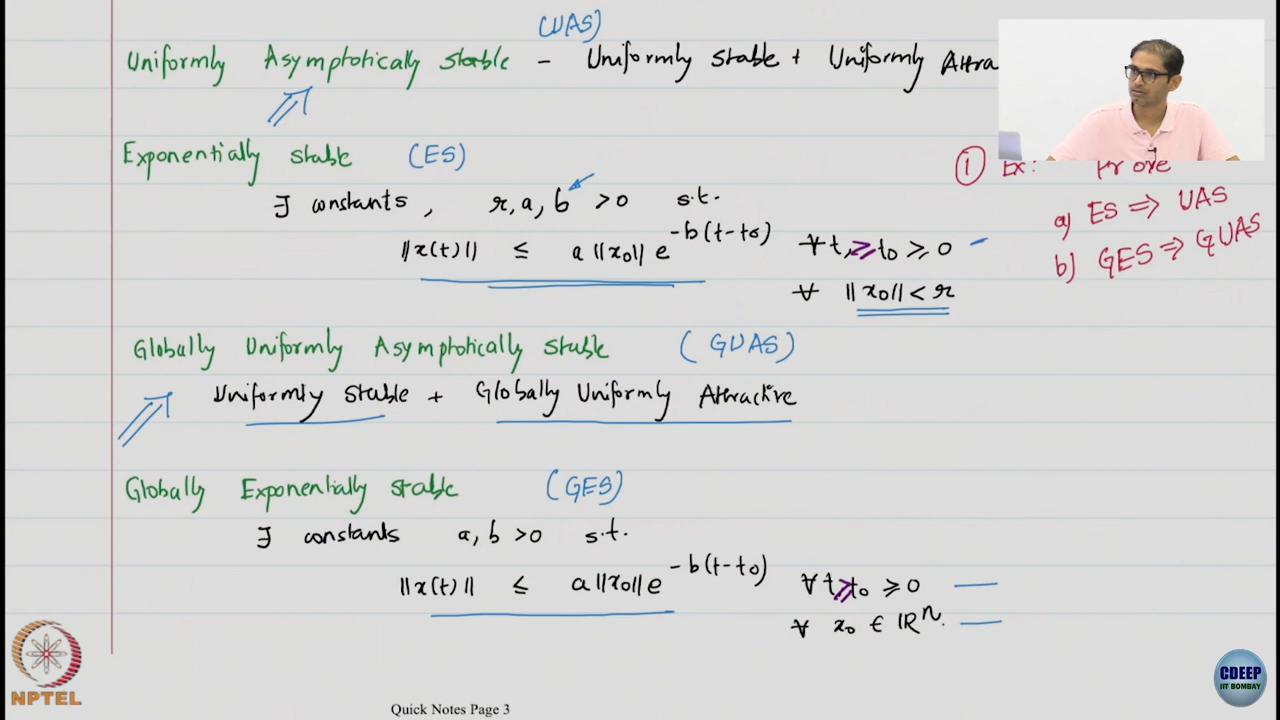 (UAS)
Uniformly Asymptotically stable - Uniformly stable + Uniformly Attra
Exponentially stable (ES)
∃ constants, r, a, b >0 s.t.
||x(t)|| ≤ a ||x0|| e^{-b(t-t0)} ∀ t, ≥ t0 ≥ 0
∀ ||x0|| < r
① Ex: Prove
a) ES ⇒ UAS
b) GES ⇒ GUAS
Globally Uniformly Asymptotically stable (GUAS)
Uniformly stable + Globally Uniformly Attractive
Globally Exponentially stable (GES)
∃ constants a, b >0 s.t.
||x(t)|| ≤ a ||x0|| e^{-b(t-t0)} ∀ t ≥ t0 ≥ 0
∀ x0 ∈ IR^n.
NPTEL
CDEEP
IIT BOMBAY
Quick Notes Page 3